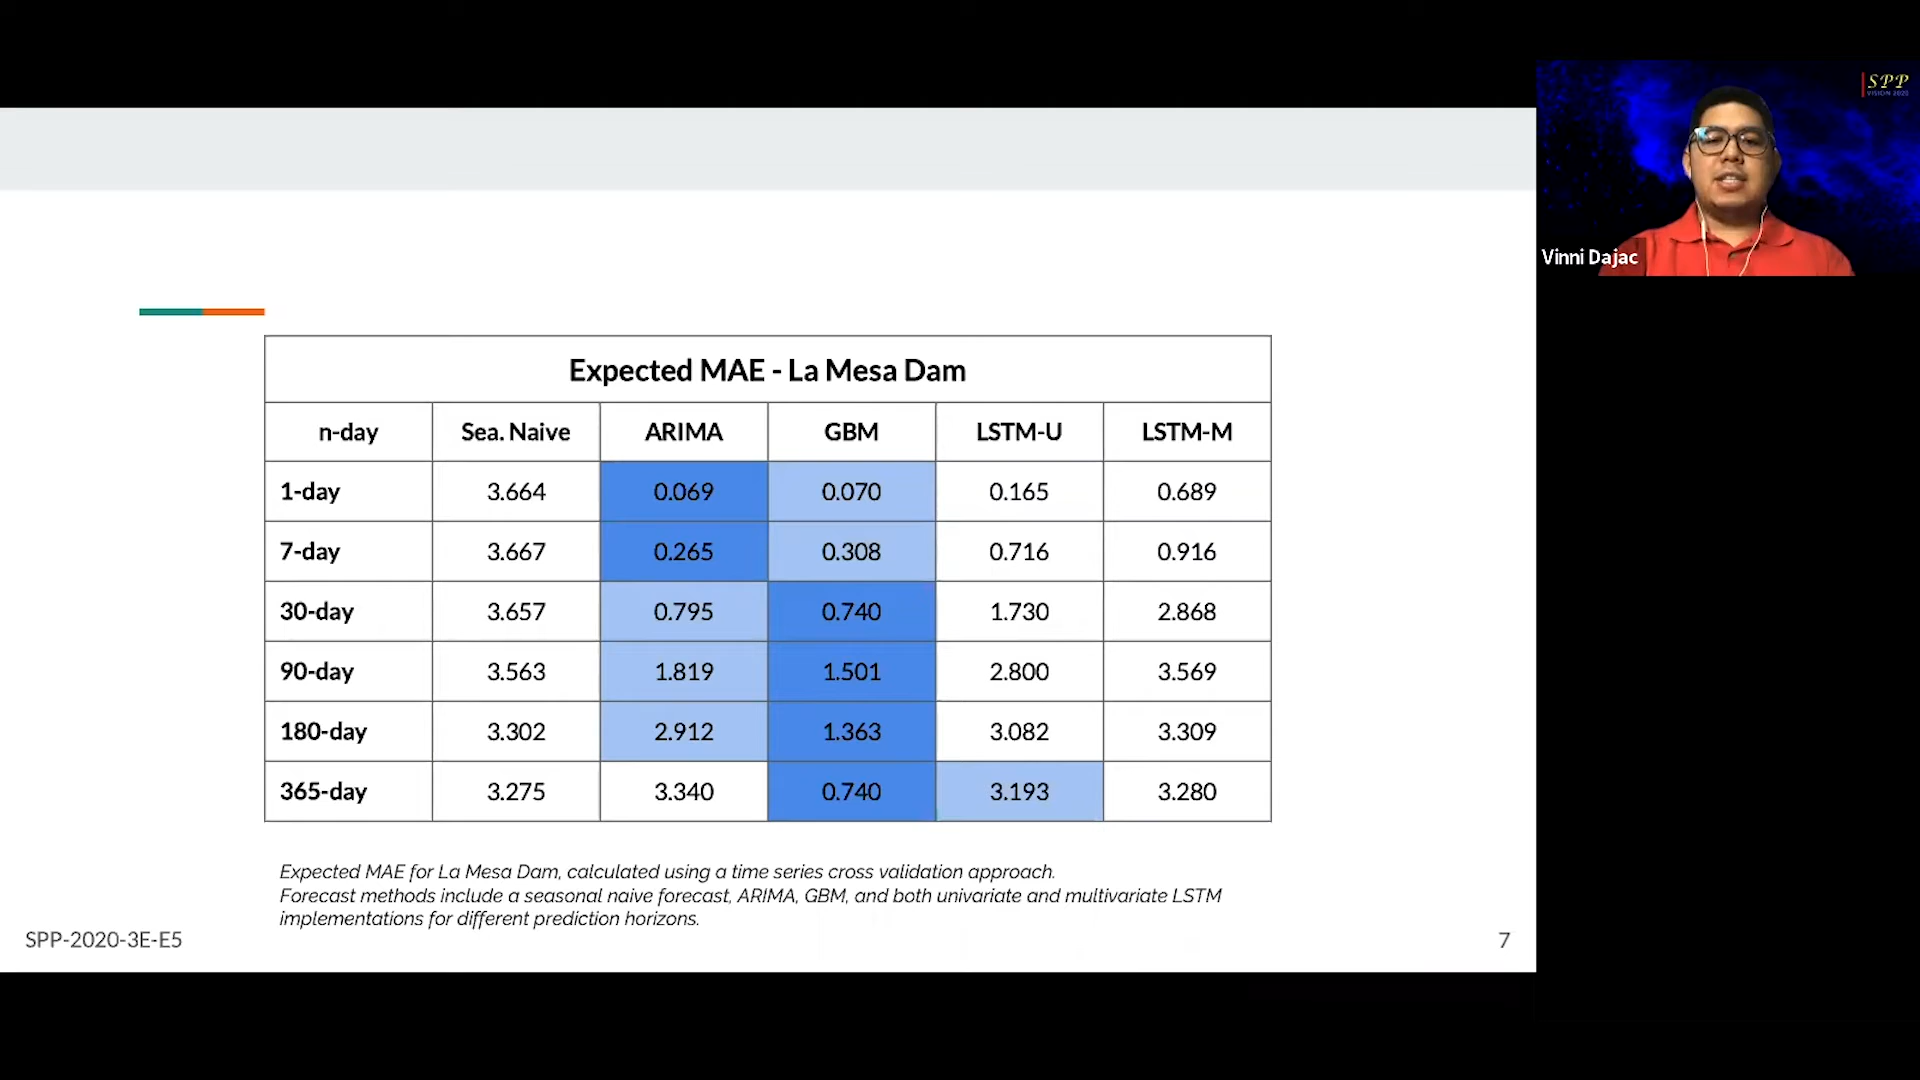 SPP
VISION 2020
Vinni Dajac
Expected MAE - La Mesa Dam
n-day Sea. Naive ARIMA GBM LSTM-U LSTM-M
1-day 3.664 0.069 0.070 0.165 0.689
7-day 3.667 0.265 0.308 0.716 0.916
30-day 3.657 0.795 0.740 1.730 2.868
90-day 3.563 1.819 1.501 2.800 3.569
180-day 3.302 2.912 1.363 3.082 3.309
365-day 3.275 3.340 0.740 3.193 3.280
Expected MAE for La Mesa Dam, calculated using a time series cross validation approach.
Forecast methods include a seasonal naive forecast, ARIMA, GBM, and both univariate and multivariate LSTM
implementations for different prediction horizons.
SPP-2020-3E-E5
7